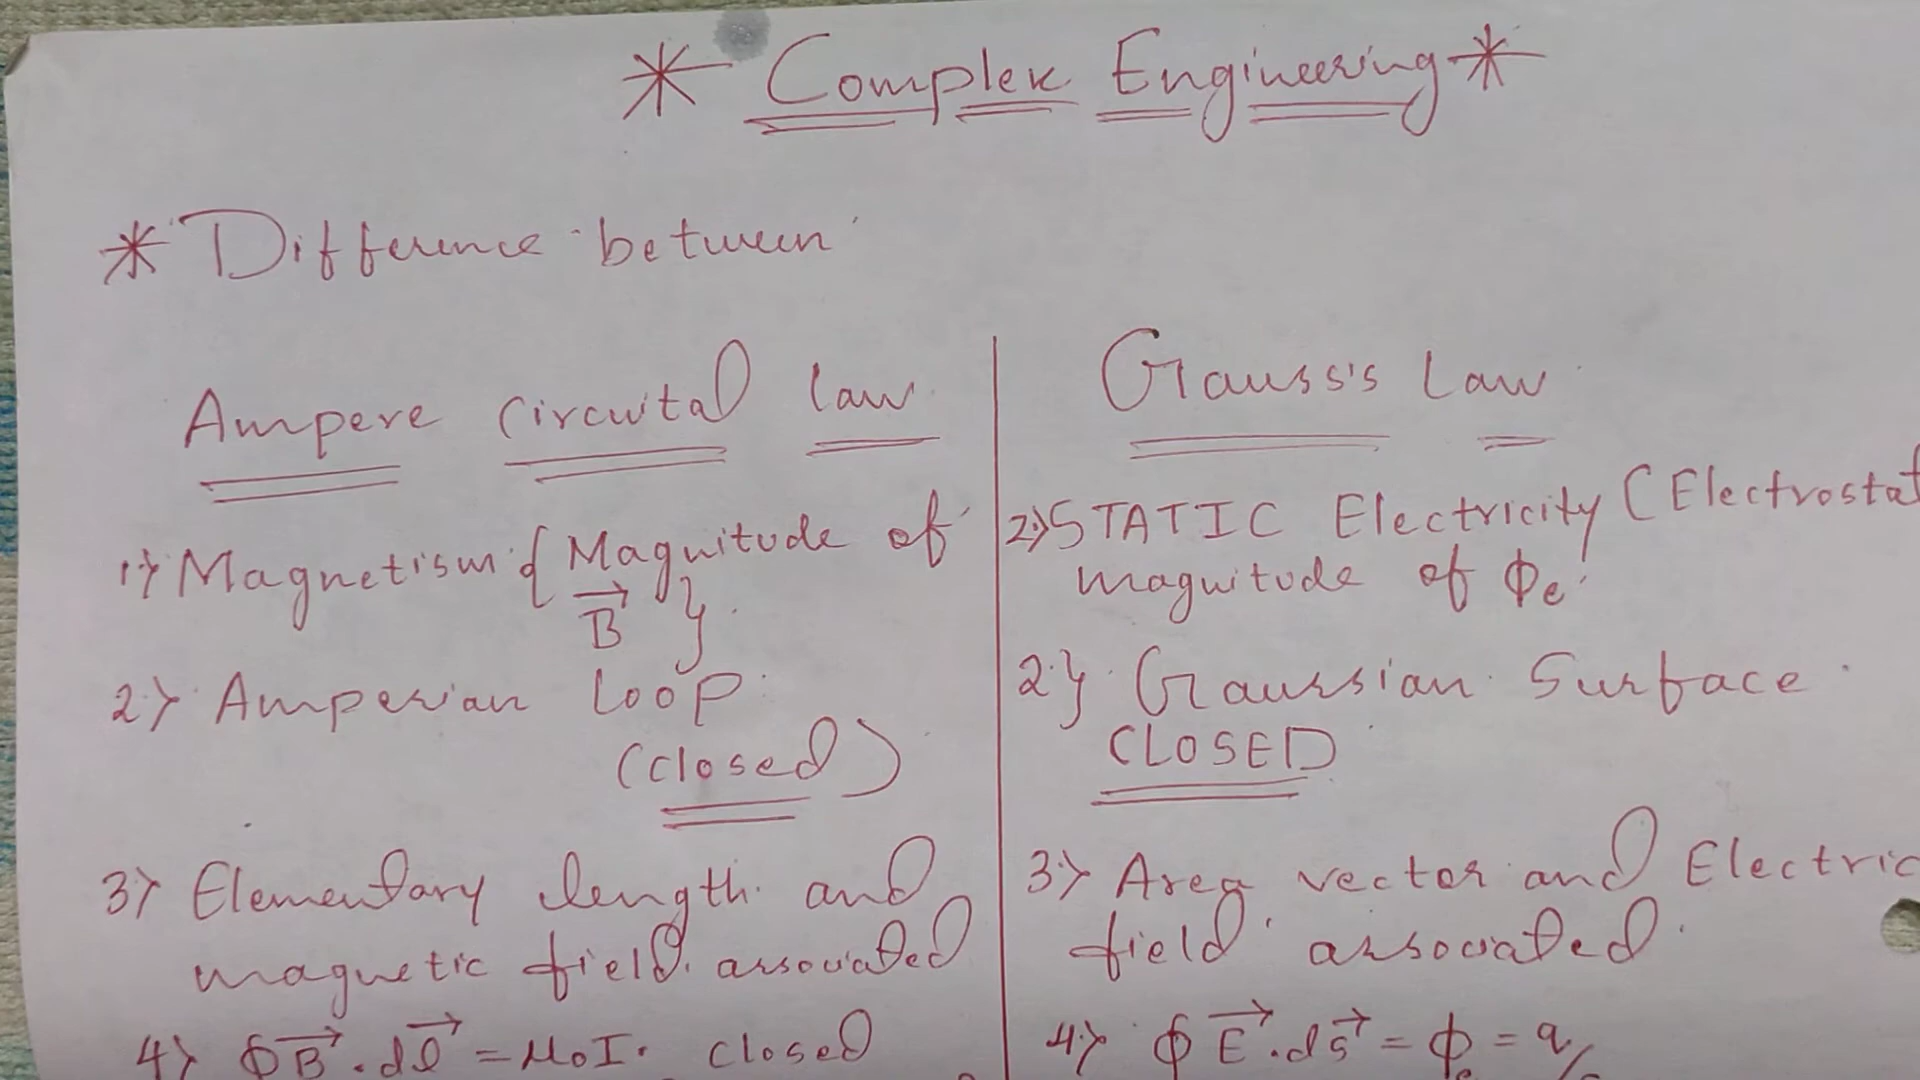 * Complex Engineering *
* Difference between
Ampere circuital law
1) Magnetism { Magnitude of
B⃗ }
2) Amperian Loop
(closed)
3) Elementary length and
magnetic field associated
4) ∮B⃗.dl⃗ = μ₀I. closed
Gauss's Law
2) STATIC Electricity (Electrostat
magnitude of Φe
2} Gaussian Surface
CLOSED
3) Area vector and Electric
field associated
4) ∮E⃗.ds⃗ = ϕe = q/